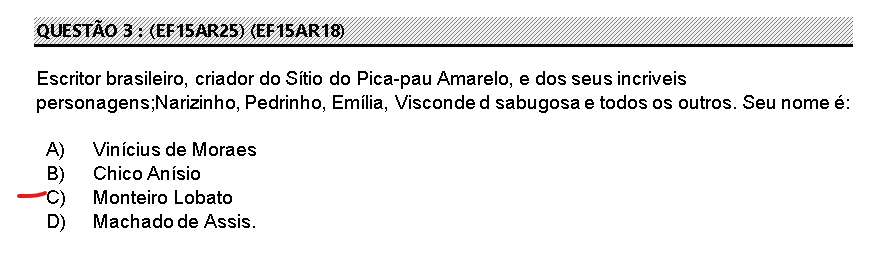 QUESTÃO 3 : (EF15AR25) (EF15AR18)
Escritor brasileiro, criador do Sítio do Pica-pau Amarelo, e dos seus incriveis
personagens;Narizinho, Pedrinho, Emília, Visconde d sabugosa e todos os outros. Seu nome é:
A) Vinícius de Moraes
B) Chico Anísio
C) Monteiro Lobato
D) Machado de Assis.